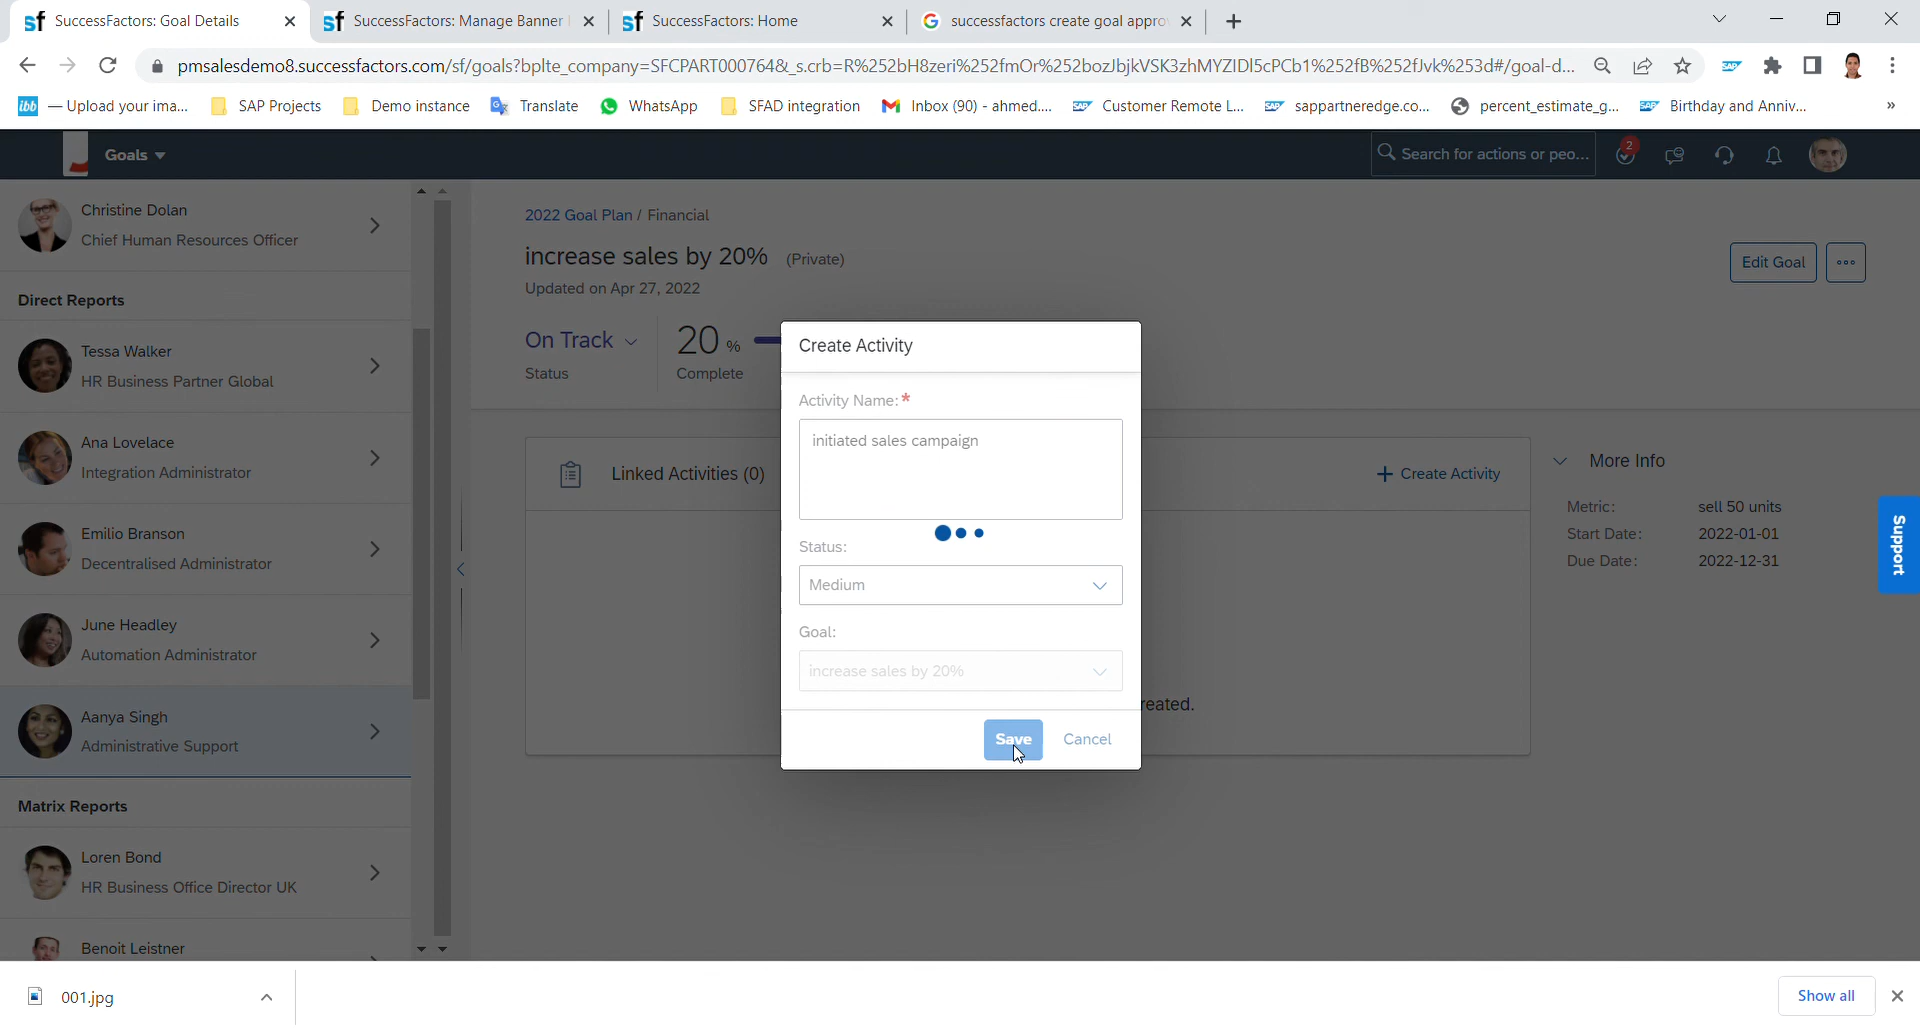 SuccessFactors: Goal Details
SuccessFactors: Manage Banner
SuccessFactors: Home
successfactors create goal appro
pmsalesdemo8.successfactors.com/sf/goals?bplte_company=SFCPART000764&_s.crb=R%252bH8zeri%252fmOr%252bozJbjkVSK3zhMYZIDl5cPCb1%252fB%252fJvk%253d#/goal-d...
ibb — Upload your ima...
SAP Projects
Demo instance
Translate
WhatsApp
SFAD integration
Inbox (90) - ahmed....
Customer Remote L...
sappartneredge.co...
percent_estimate_g...
Birthday and Anniv...
»
Goals
Search for actions or peo...
2
Christine Dolan
Chief Human Resources Officer
Direct Reports
Tessa Walker
HR Business Partner Global
Ana Lovelace
Integration Administrator
Emilio Branson
Decentralised Administrator
June Headley
Automation Administrator
Aanya Singh
Administrative Support
Matrix Reports
Loren Bond
HR Business Office Director UK
Benoit Leistner
2022 Goal Plan / Financial
increase sales by 20% (Private)
Updated on Apr 27, 2022
Edit Goal
On Track
Status
20 %
Complete
Linked Activities (0)
+ Create Activity
reated.
More Info
Metric: sell 50 units
Start Date: 2022-01-01
Due Date: 2022-12-31
Support
Create Activity
Activity Name:*
initiated sales campaign
Status:
Medium
Goal:
increase sales by 20%
Save
Cancel
001.jpg
Show all